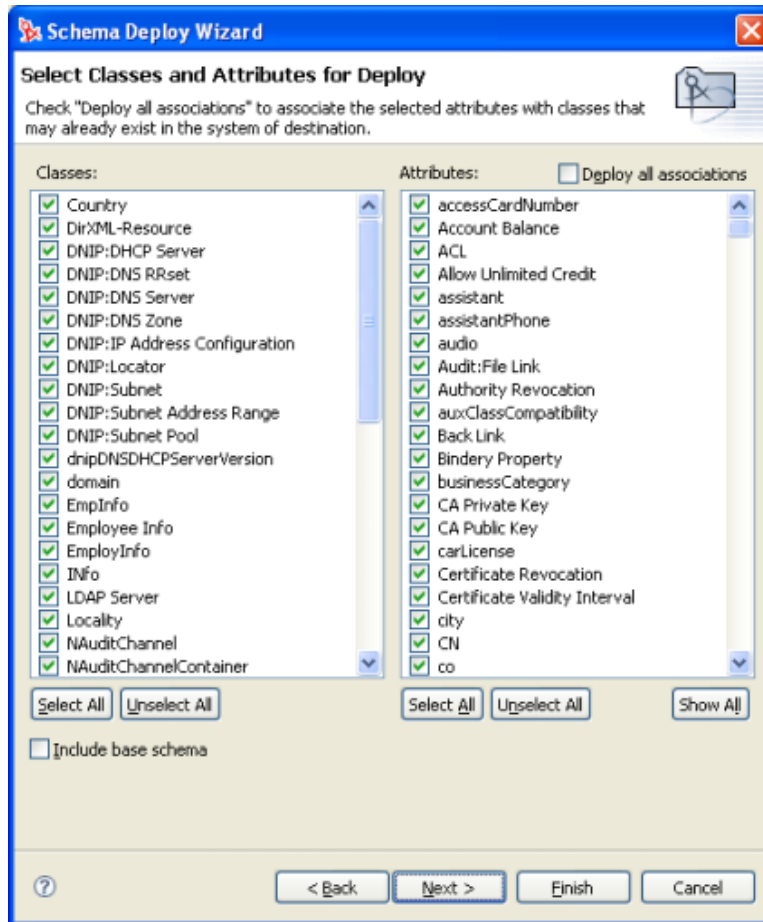 Schema Deploy Wizard
Select Classes and Attributes for Deploy
Check "Deploy all associations" to associate the selected attributes with classes that
may already exist in the system of destination.
Classes:
Country
DirXML-Resource
DNIP:DHCP Server
DNIP:DNS RRset
DNIP:DNS Server
DNIP:DNS Zone
DNIP:IP Address Configuration
DNIP:Locator
DNIP:Subnet
DNIP:Subnet Address Range
DNIP:Subnet Pool
dnipDNSDHCPServerVersion
domain
EmpInfo
Employee Info
EmployInfo
INfo
LDAP Server
Locality
NAuditChannel
NAuditChannelContainer
Select All Unselect All
Include base schema
Attributes: Deploy all associations
accessCardNumber
Account Balance
ACL
Allow Unlimited Credit
assistant
assistantPhone
audio
Audit:File Link
Authority Revocation
auxClassCompatibility
Back Link
Bindery Property
businessCategory
CA Private Key
CA Public Key
carLicense
Certificate Revocation
Certificate Validity Interval
city
CN
co
Select All Unselect All Show All
? < Back Next > Finish Cancel